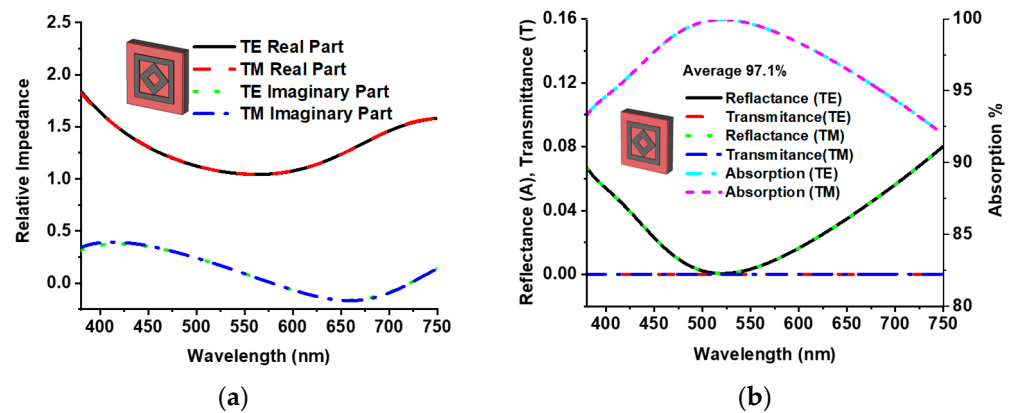 2.5
2.0
1.5
1.0
0.5
0.0
Relative Impedance
TE Real Part
TM Real Part
TE Imaginary Part
TM Imaginary Part
400 450 500 550 600 650 700 750
Wavelength (nm)
(a)
0.16
0.12
0.08
0.04
0.00
Reflectance (A), Transmittance (T)
Average 97.1%
Reflactance (TE)
Transmitance(TE)
Reflactance (TM)
Transmitance(TM)
Absorption (TE)
Absorption (TM)
100
95
90
85
80
Absorption %
400 450 500 550 600 650 700 750
Wavelength (nm)
(b)